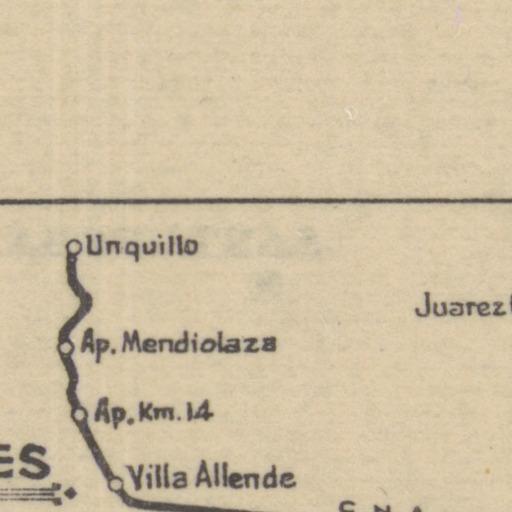 Unquillo
Juarez
Ap. Mendiolaza
Ap. Km. 14
ES
Villa Allende
C N A